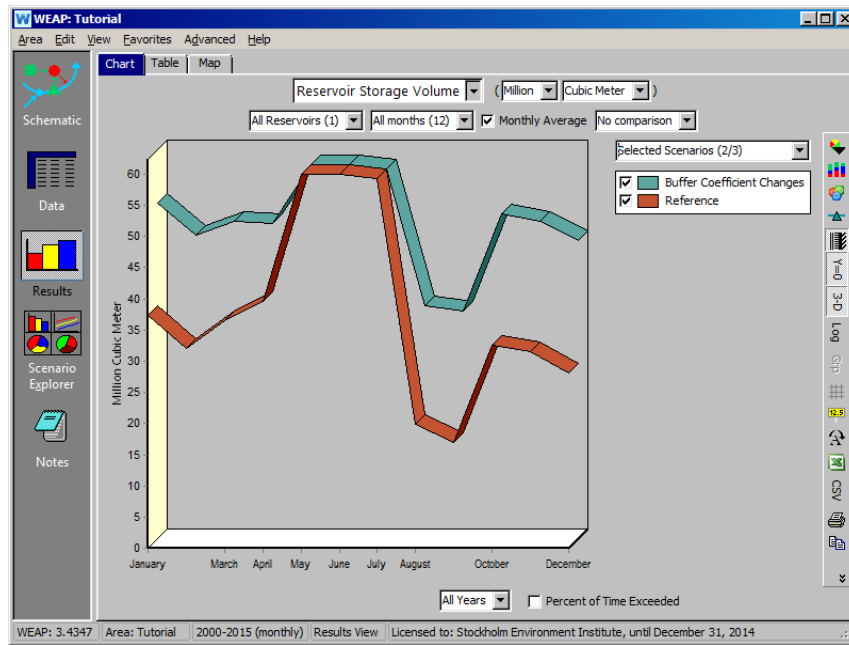 WEAP: Tutorial
Area Edit View Favorites Advanced Help
Chart Table Map
Reservoir Storage Volume ( Million Cubic Meter )
All Reservoirs (1) All months (12) Monthly Average No comparison
Selected Scenarios (2/3)
Buffer Coefficient Changes
Reference
Schematic
Data
Results
Scenario
Explorer
Notes
Million Cubic Meter
60
55
50
45
40
35
30
25
20
15
10
5
0
January March April May June July August October December
Y=0
3-D
Log
Grp
12.5
CSV
All Years Percent of Time Exceeded
WEAP: 3.4347 Area: Tutorial 2000-2015 (monthly) Results View Licensed to: Stockholm Environment Institute, until December 31, 2014